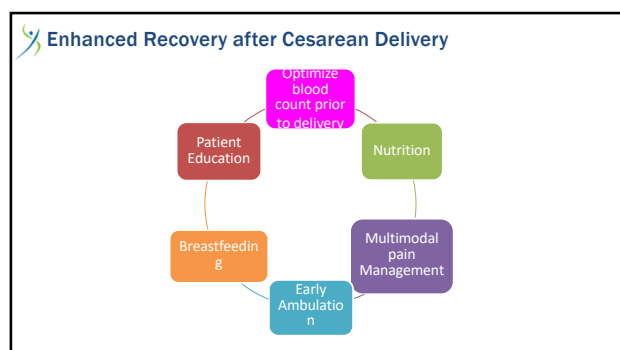 Enhanced Recovery after Cesarean Delivery
Optimize
blood
count prior
to delivery
Nutrition
Multimodal
pain
Management
Early
Ambulatio
n
Breastfeedin
g
Patient
Education